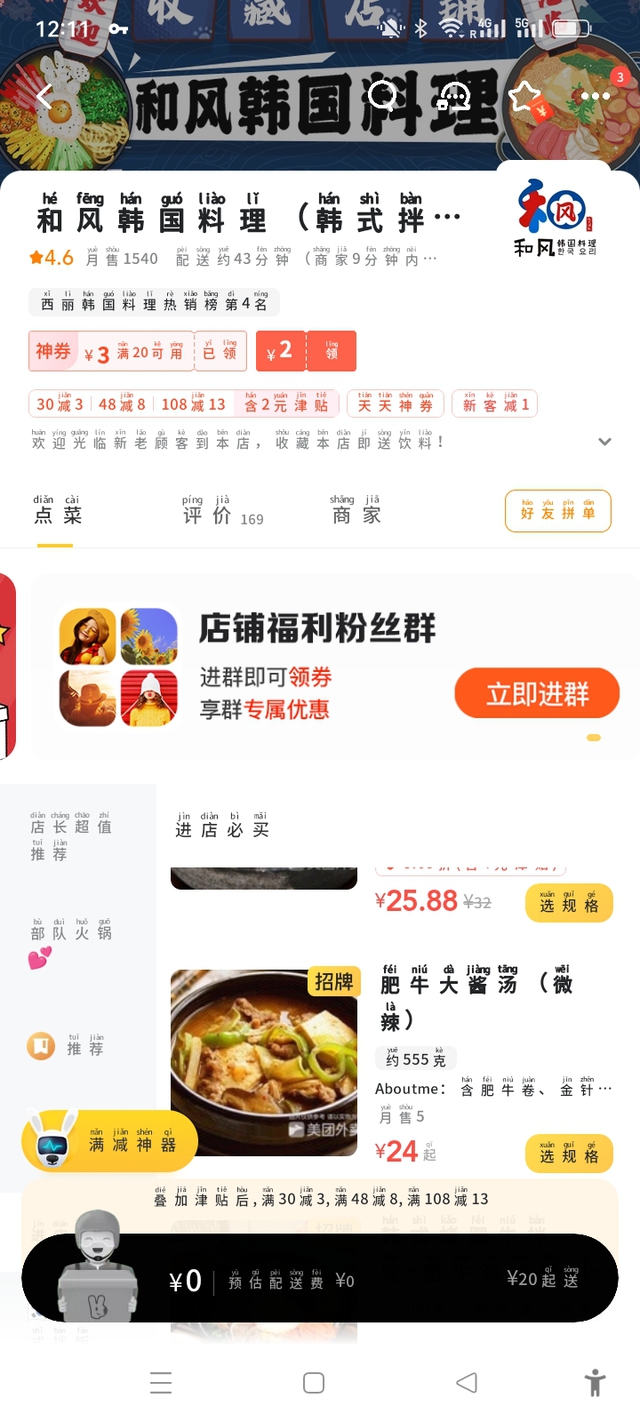 12:11
4G
5G
R
收藏店铺
和风韩国料理
3
和风韩国料理（韩式拌…
和风 韩国料理
한국 요리
4.6 月售1540 配送约43分钟（商家9分钟内…
西丽韩国料理热销榜第4名
神券 ¥3 满20可用 已领 ¥2 领
30减3 48减8 108减13 含2元津贴 天天神券 新客减1
欢迎光临新老顾客到本店，收藏本店即送饮料！
点菜 评价 169 商家 好友拼单
店铺福利粉丝群
进群即可领券
享群专属优惠
立即进群
店长超值
推荐
部队火锅
推荐
进店必买
¥25.88 ¥32 选规格
招牌
肥牛大酱汤（微
辣）
约555克
Aboutme：含肥牛卷、金针…
月售5
美团外卖
¥24起 选规格
满减神器
叠加津贴后,满30减3,满48减8,满108减13
¥0 预估配送费 ¥0 ¥20起送